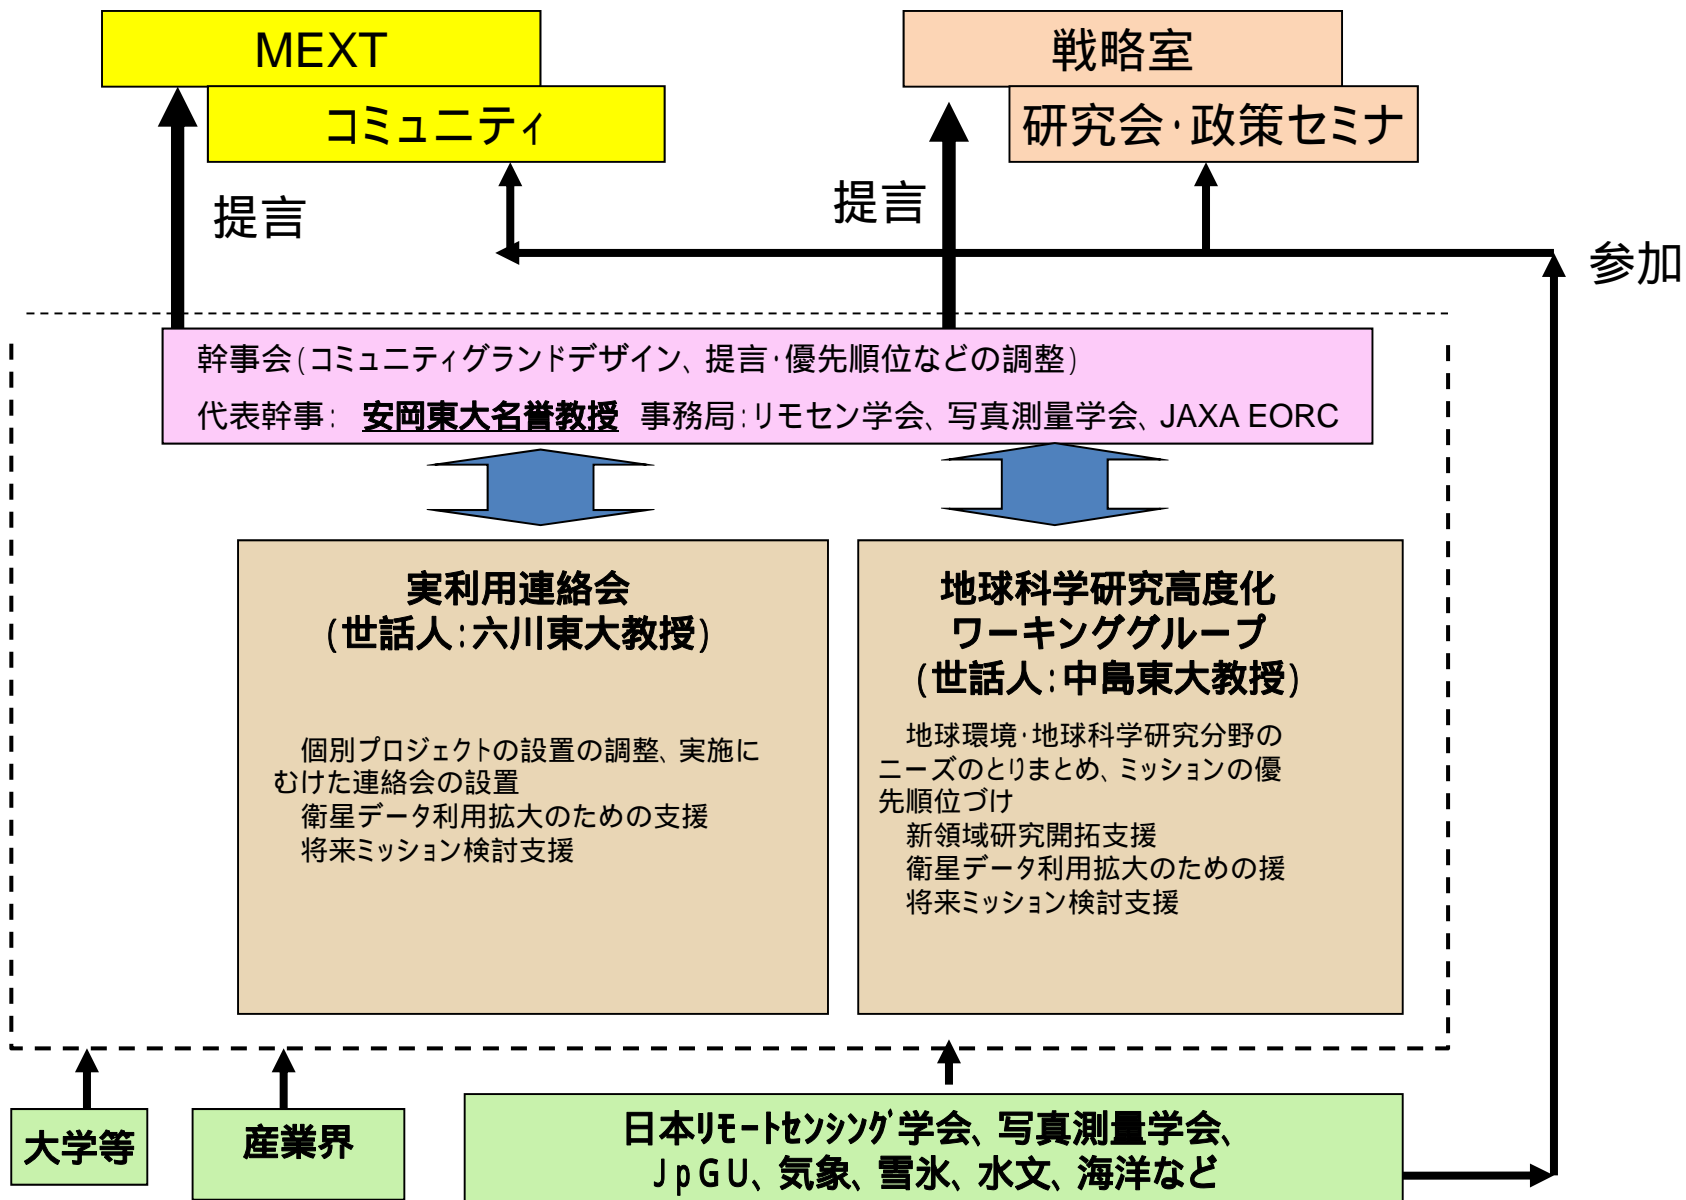 MEXT
コミュニティ
戦略室
研究会・政策セミナ
提言
提言
参加
幹事会(コミュニティグランドデザイン、提言・優先順位などの調整)
代表幹事: 安岡東大名誉教授 事務局:リモセン学会、写真測量学会、JAXA EORC
実利用連絡会
(世話人:六川東大教授)
個別プロジェクトの設置の調整、実施に
むけた連絡会の設置
衛星データ利用拡大のための支援
将来ミッション検討支援
地球科学研究高度化
ワーキンググループ
(世話人:中島東大教授)
地球環境・地球科学研究分野の
ニーズのとりまとめ、ミッションの優
先順位づけ
新領域研究開拓支援
衛星データ利用拡大のための援
将来ミッション検討支援
大学等
産業界
日本リモートセンシング学会、写真測量学会、
JpGU、気象、雪氷、水文、海洋など